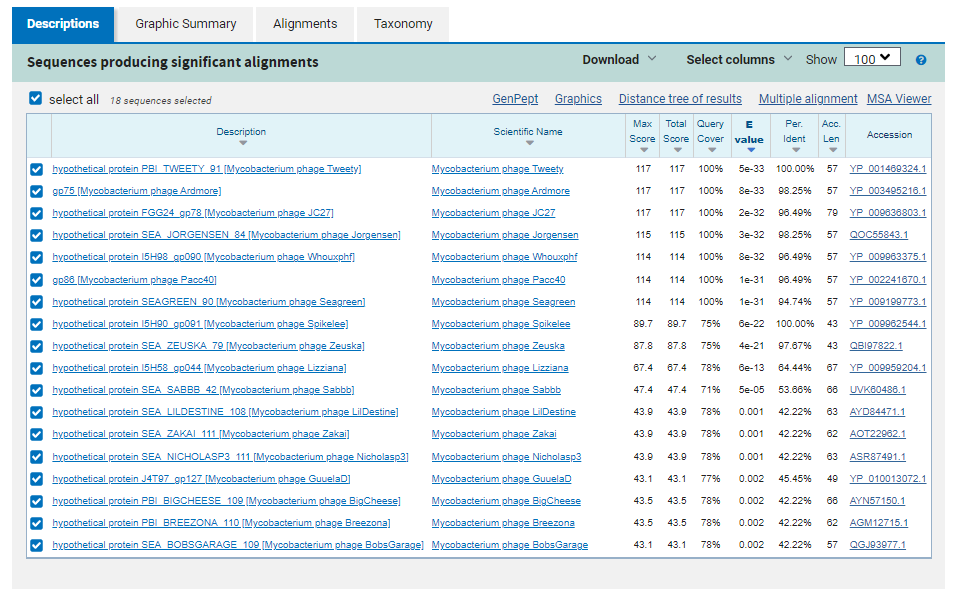 Descriptions Graphic Summary Alignments Taxonomy
Sequences producing significant alignments Download Select columns Show 100 ?
select all 18 sequences selected GenPept Graphics Distance tree of results Multiple alignment MSA Viewer
Description Scientific Name Max Score Total Score Query Cover E value Per. Ident Acc. Len Accession
hypothetical protein PBI_TWEETY_91 [Mycobacterium phage Tweety] Mycobacterium phage Tweety 117 117 100% 5e-33 100.00% 57 YP_001469324.1
gp75 [Mycobacterium phage Ardmore] Mycobacterium phage Ardmore 117 117 100% 8e-33 98.25% 57 YP_003495216.1
hypothetical protein FGG24_gp78 [Mycobacterium phage JC27] Mycobacterium phage JC27 117 117 100% 2e-32 96.49% 79 YP_009636803.1
hypothetical protein SEA_JORGENSEN_84 [Mycobacterium phage Jorgensen] Mycobacterium phage Jorgensen 115 115 100% 3e-32 98.25% 57 QOC55843.1
hypothetical protein I5H98_gp090 [Mycobacterium phage Whouxphf] Mycobacterium phage Whouxphf 114 114 100% 8e-32 96.49% 57 YP_009963375.1
gp86 [Mycobacterium phage Pacc40] Mycobacterium phage Pacc40 114 114 100% 1e-31 96.49% 57 YP_002241670.1
hypothetical protein SEAGREEN_90 [Mycobacterium phage Seagreen] Mycobacterium phage Seagreen 114 114 100% 1e-31 94.74% 57 YP_009199773.1
hypothetical protein I5H90_gp091 [Mycobacterium phage Spikelee] Mycobacterium phage Spikelee 89.7 89.7 75% 6e-22 100.00% 43 YP_009962544.1
hypothetical protein SEA_ZEUSKA_79 [Mycobacterium phage Zeuska] Mycobacterium phage Zeuska 87.8 87.8 75% 4e-21 97.67% 43 QBI97822.1
hypothetical protein I5H58_gp044 [Mycobacterium phage Lizziana] Mycobacterium phage Lizziana 67.4 67.4 78% 6e-13 64.44% 67 YP_009959204.1
hypothetical protein SEA_SABBB_42 [Mycobacterium phage Sabbb] Mycobacterium phage Sabbb 47.4 47.4 71% 5e-05 53.66% 66 UVK60486.1
hypothetical protein SEA_LILDESTINE_108 [Mycobacterium phage LilDestine] Mycobacterium phage LilDestine 43.9 43.9 78% 0.001 42.22% 63 AYD84471.1
hypothetical protein SEA_ZAKAI_111 [Mycobacterium phage Zakai] Mycobacterium phage Zakai 43.9 43.9 78% 0.001 42.22% 62 AOT22962.1
hypothetical protein SEA_NICHOLASP3_111 [Mycobacterium phage Nicholasp3] Mycobacterium phage Nicholasp3 43.9 43.9 78% 0.001 42.22% 63 ASR87491.1
hypothetical protein J4T97_gp127 [Mycobacterium phage GuuelaD] Mycobacterium phage GuuelaD 43.1 43.1 77% 0.002 45.45% 49 YP_010013072.1
hypothetical protein PBI_BIGCHEESE_109 [Mycobacterium phage BigCheese] Mycobacterium phage BigCheese 43.5 43.5 78% 0.002 42.22% 66 AYN57150.1
hypothetical protein PBI_BREEZONA_110 [Mycobacterium phage Breezona] Mycobacterium phage Breezona 43.5 43.5 78% 0.002 42.22% 62 AGM12715.1
hypothetical protein SEA_BOBSGARAGE_109 [Mycobacterium phage BobsGarage] Mycobacterium phage BobsGarage 43.1 43.1 78% 0.002 42.22% 57 QGJ93977.1